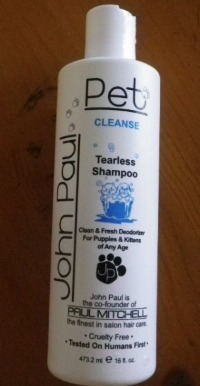 John Paul
Pet
CLEANSE
Tearless
Shampoo
Clean & Fresh Deodorizer
For Puppies & Kittens
of Any Age
JP
John Paul is
the co-founder of
PAUL MITCHELL
the finest in salon hair care.
• Cruelty Free •
• Tested On Humans First •
473.2 ml e 16 fl. oz.